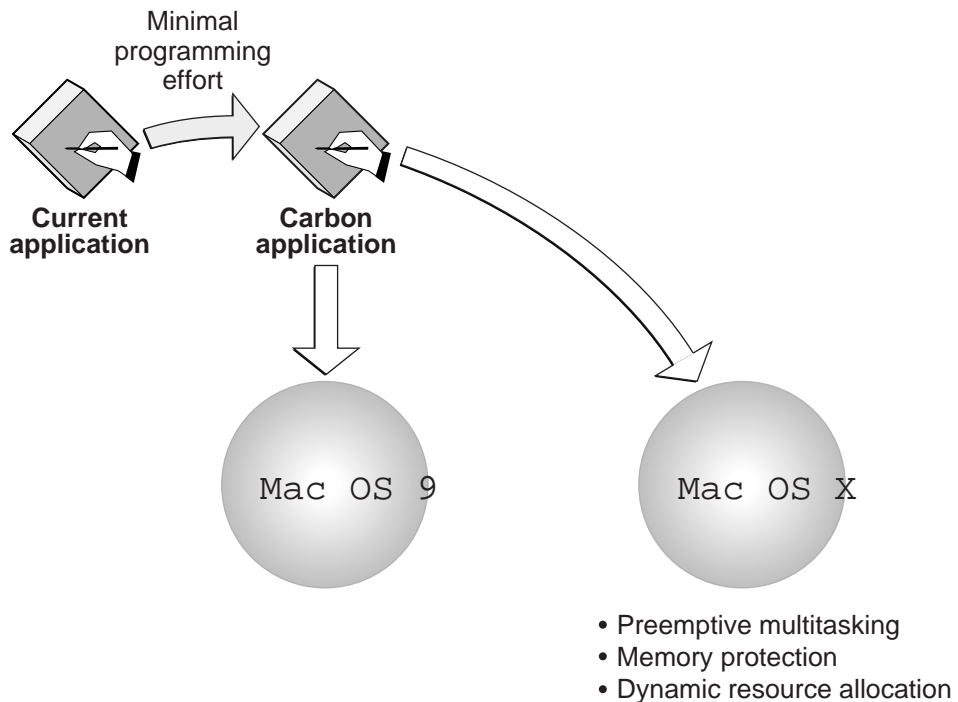 Minimal
programming
effort
Current
application
Carbon
application
Mac OS 9
Mac OS X
• Preemptive multitasking
• Memory protection
• Dynamic resource allocation